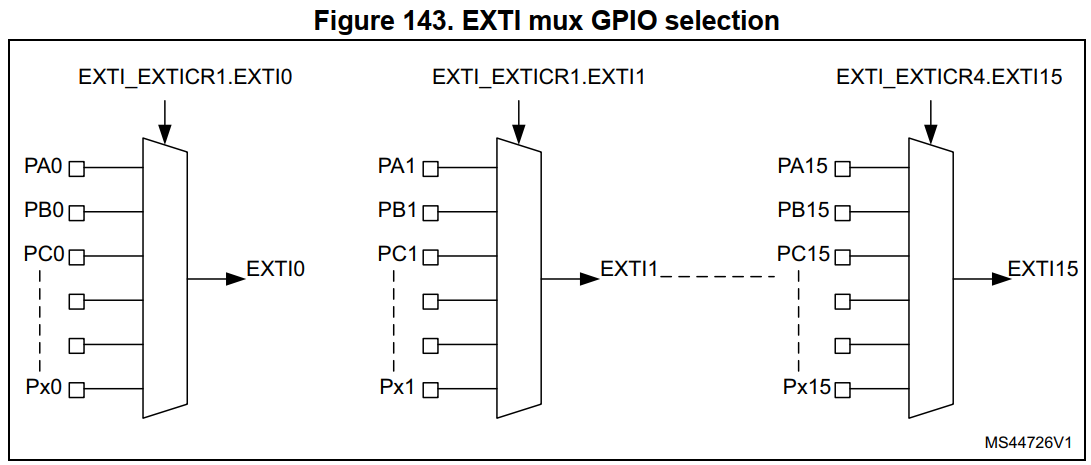 Figure 143. EXTI mux GPIO selection
EXTI_EXTICR1.EXTI0
PA0
PB0
PC0
Px0
EXTI0
EXTI_EXTICR1.EXTI1
PA1
PB1
PC1
Px1
EXTI1
EXTI_EXTICR4.EXTI15
PA15
PB15
PC15
Px15
EXTI15
MS44726V1